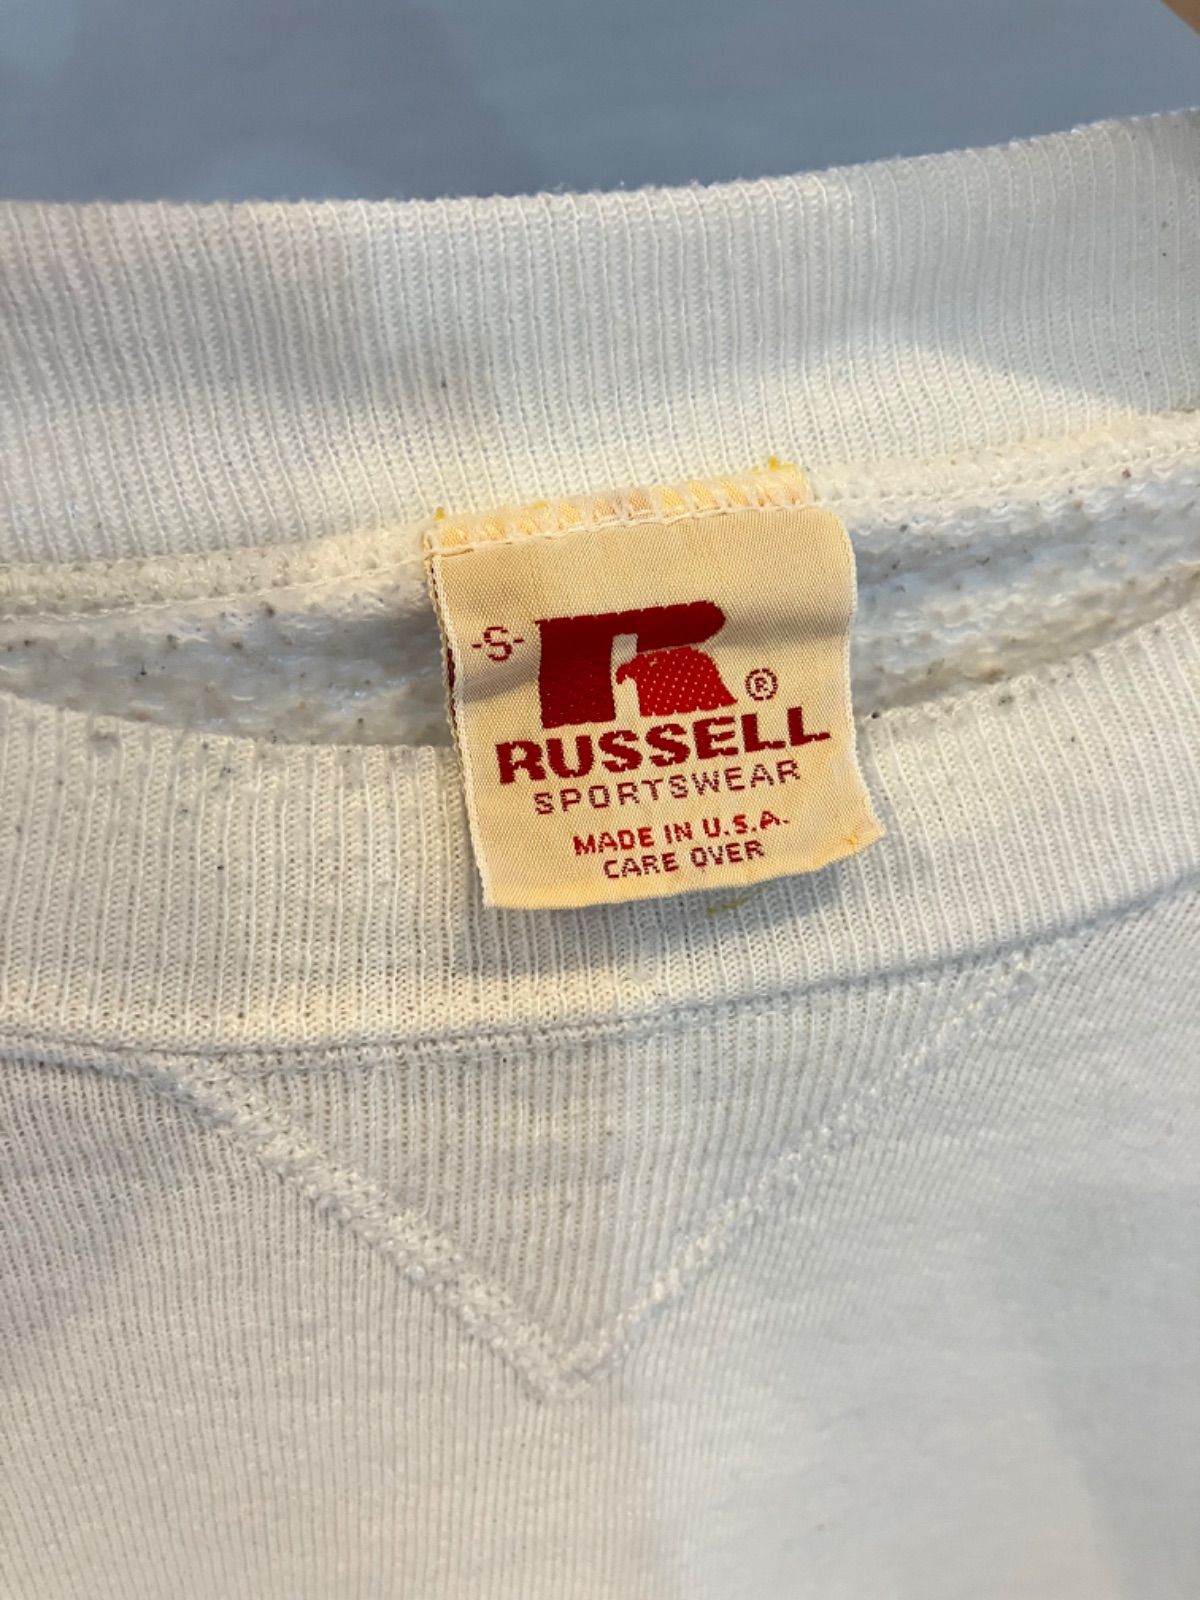 -S- R ®
RUSSELL
SPORTSWEAR
MADE IN U.S.A.
CARE OVER